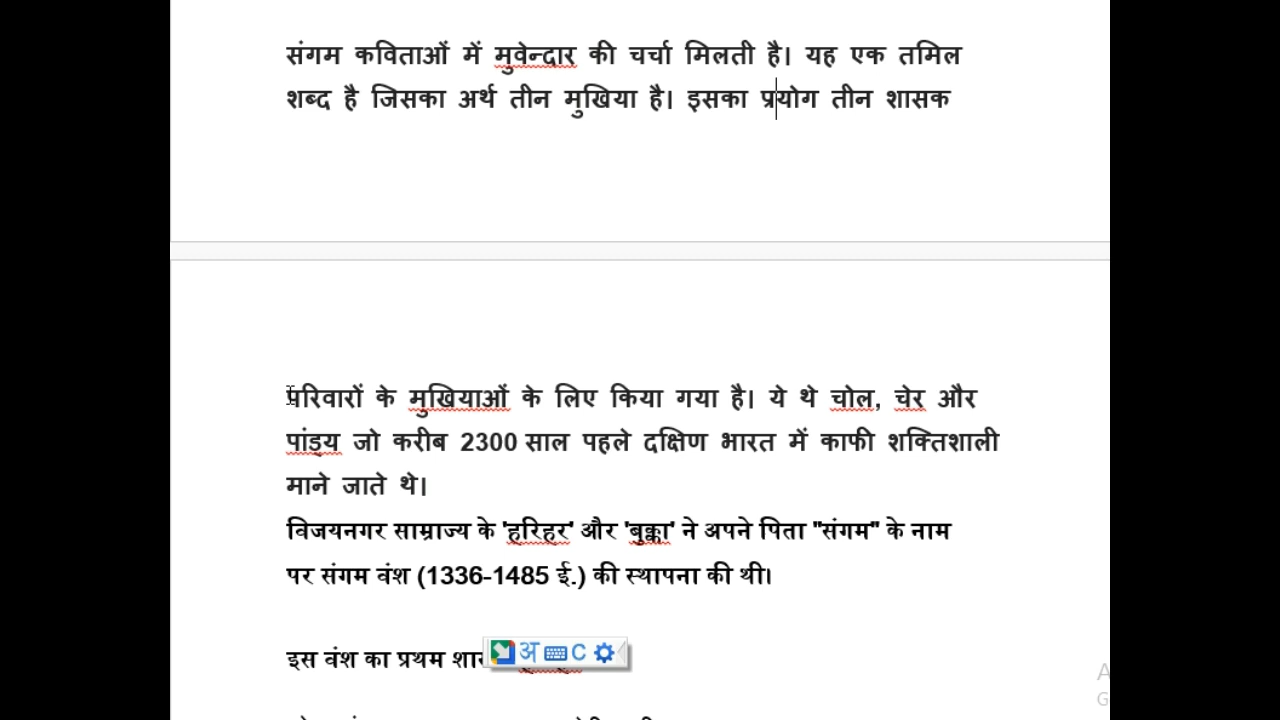 संगम कविताओं में मुवेन्दार की चर्चा मिलती है। यह एक तमिल
शब्द है जिसका अर्थ तीन मुखिया है। इसका प्रयोग तीन शासक
परिवारों के मुखियाओं के लिए किया गया है। ये थे चोल, चेर और
पांड्य जो करीब 2300 साल पहले दक्षिण भारत में काफी शक्तिशाली
माने जाते थे।
विजयनगर साम्राज्य के 'हरिहर' और 'बुक्का' ने अपने पिता "संगम" के नाम
पर संगम वंश (1336-1485 ई.) की स्थापना की थी।
इस वंश का प्रथम
अ C